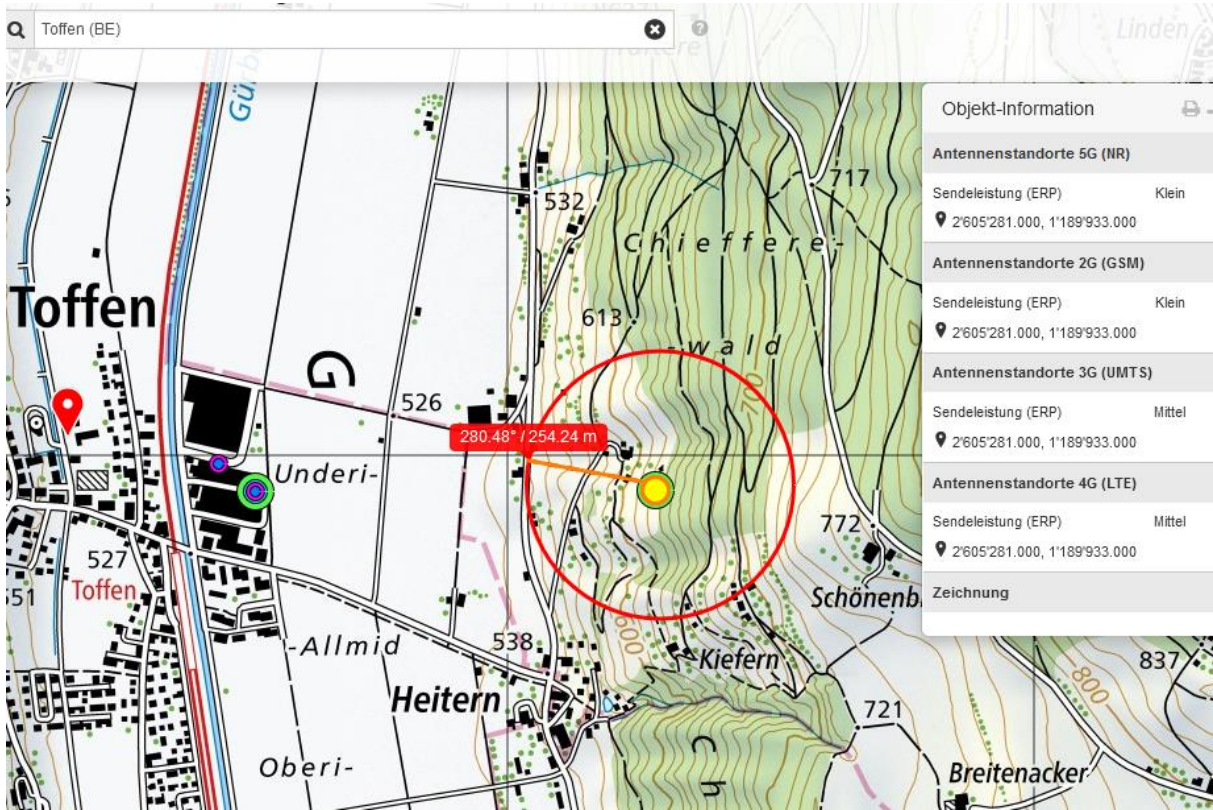 Toffen (BE)
Linden
Objekt-Information
Antennenstandorte 5G (NR)
Sendeleistung (ERP) Klein
2'605'281.000, 1'189'933.000
Antennenstandorte 2G (GSM)
Sendeleistung (ERP) Klein
2'605'281.000, 1'189'933.000
Antennenstandorte 3G (UMTS)
Sendeleistung (ERP) Mittel
2'605'281.000, 1'189'933.000
Antennenstandorte 4G (LTE)
Sendeleistung (ERP) Mittel
2'605'281.000, 1'189'933.000
Zeichnung
Gürb
717
532
Chieffere-
Toffen
613
-wald
G
700
526
280.48° / 254.24 m
Underi-
772
527
Toffen
551
Schönenb
600
-Allmid
538
Kiefern
837
800
Heitern
721
Oberi-
C h
Breitenacker